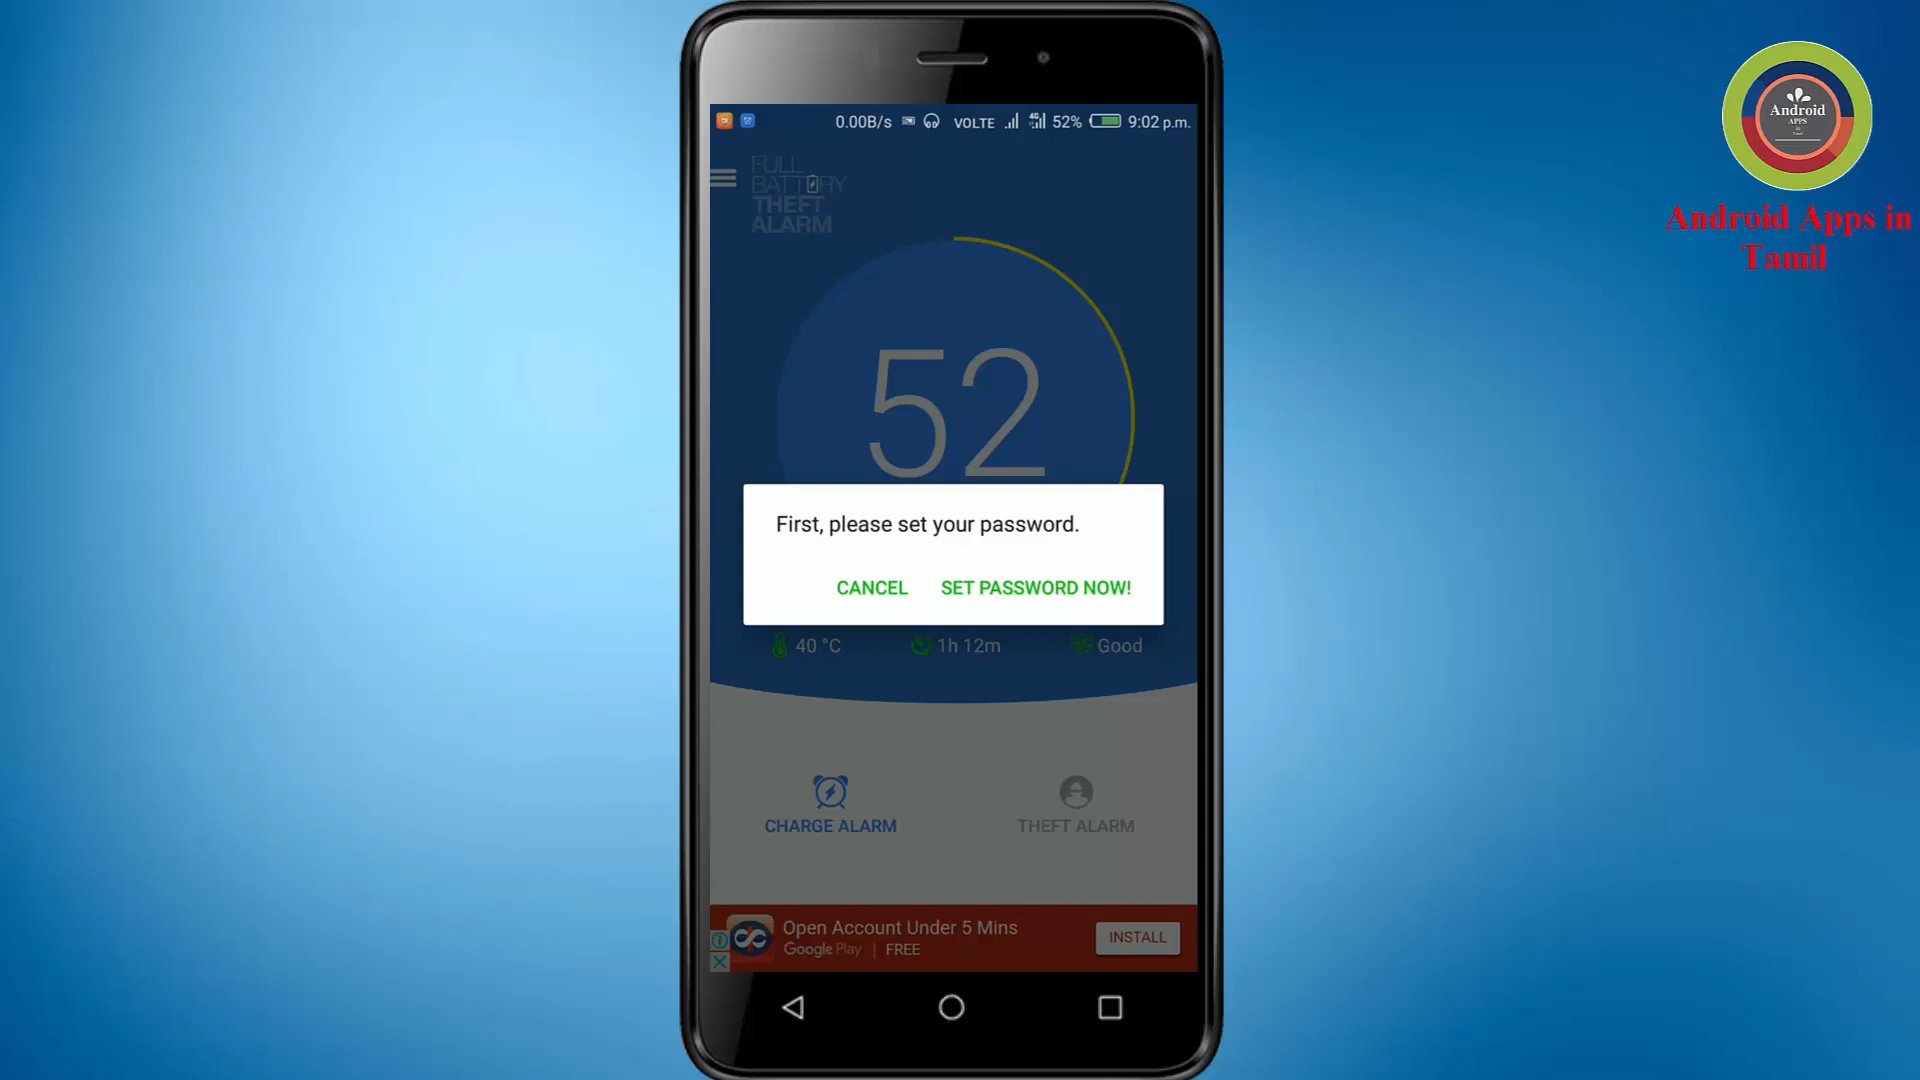 0.00B/s VOLTE 4G 52% 9:02 p.m.
FULL
BATTERY
THEFT
ALARM
52
First, please set your password.
CANCEL SET PASSWORD NOW!
40 °C 1h 12m Good
CHARGE ALARM THEFT ALARM
Open Account Under 5 Mins
Google Play | FREE
INSTALL
Android
APPS
Android Apps in
Tamil